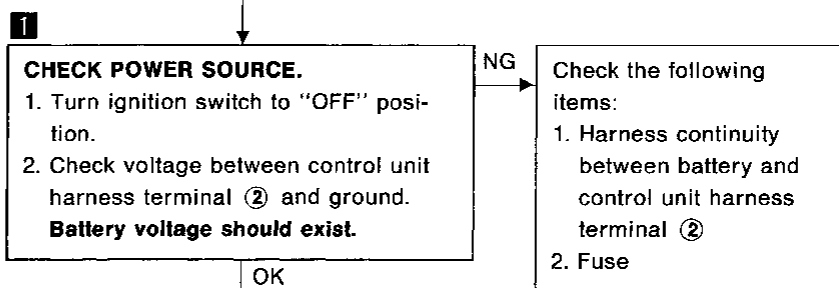 1
CHECK POWER SOURCE.
1. Turn ignition switch to "OFF" posi-
tion.
2. Check voltage between control unit
harness terminal ② and ground.
Battery voltage should exist.
NG
Check the following
items:
1. Harness continuity
between battery and
control unit harness
terminal ②
2. Fuse
OK